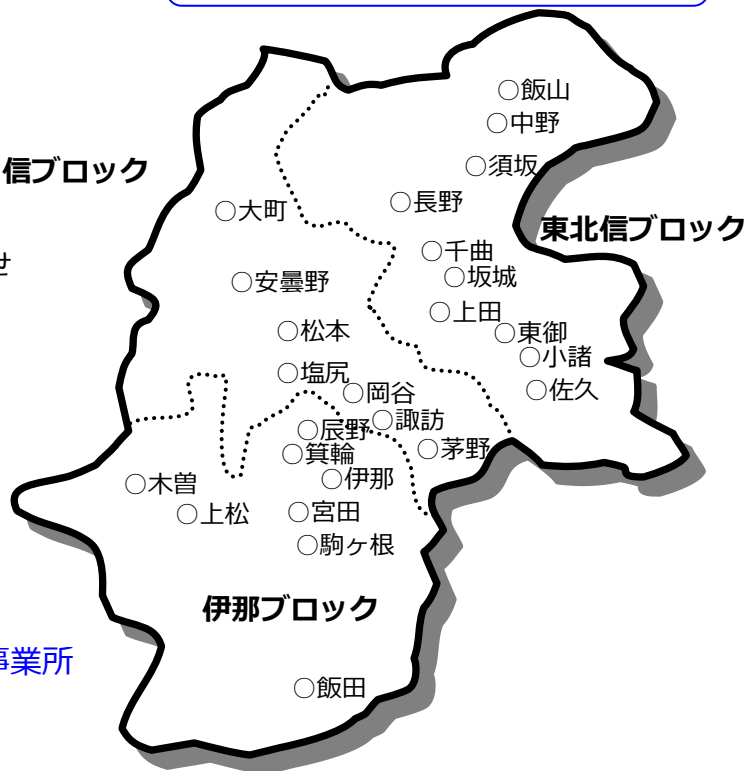 ○飯山
○中野
○須坂
信ブロック
○大町
○長野
東北信ブロック
○千曲
せ
○坂城
○安曇野
○上田
○松本
○東御
○小諸
○塩尻
○岡谷
○佐久
○諏訪
○辰野
○茅野
○箕輪
○伊那
○木曽
○上松
○宮田
○駒ヶ根
伊那ブロック
事業所
○飯田